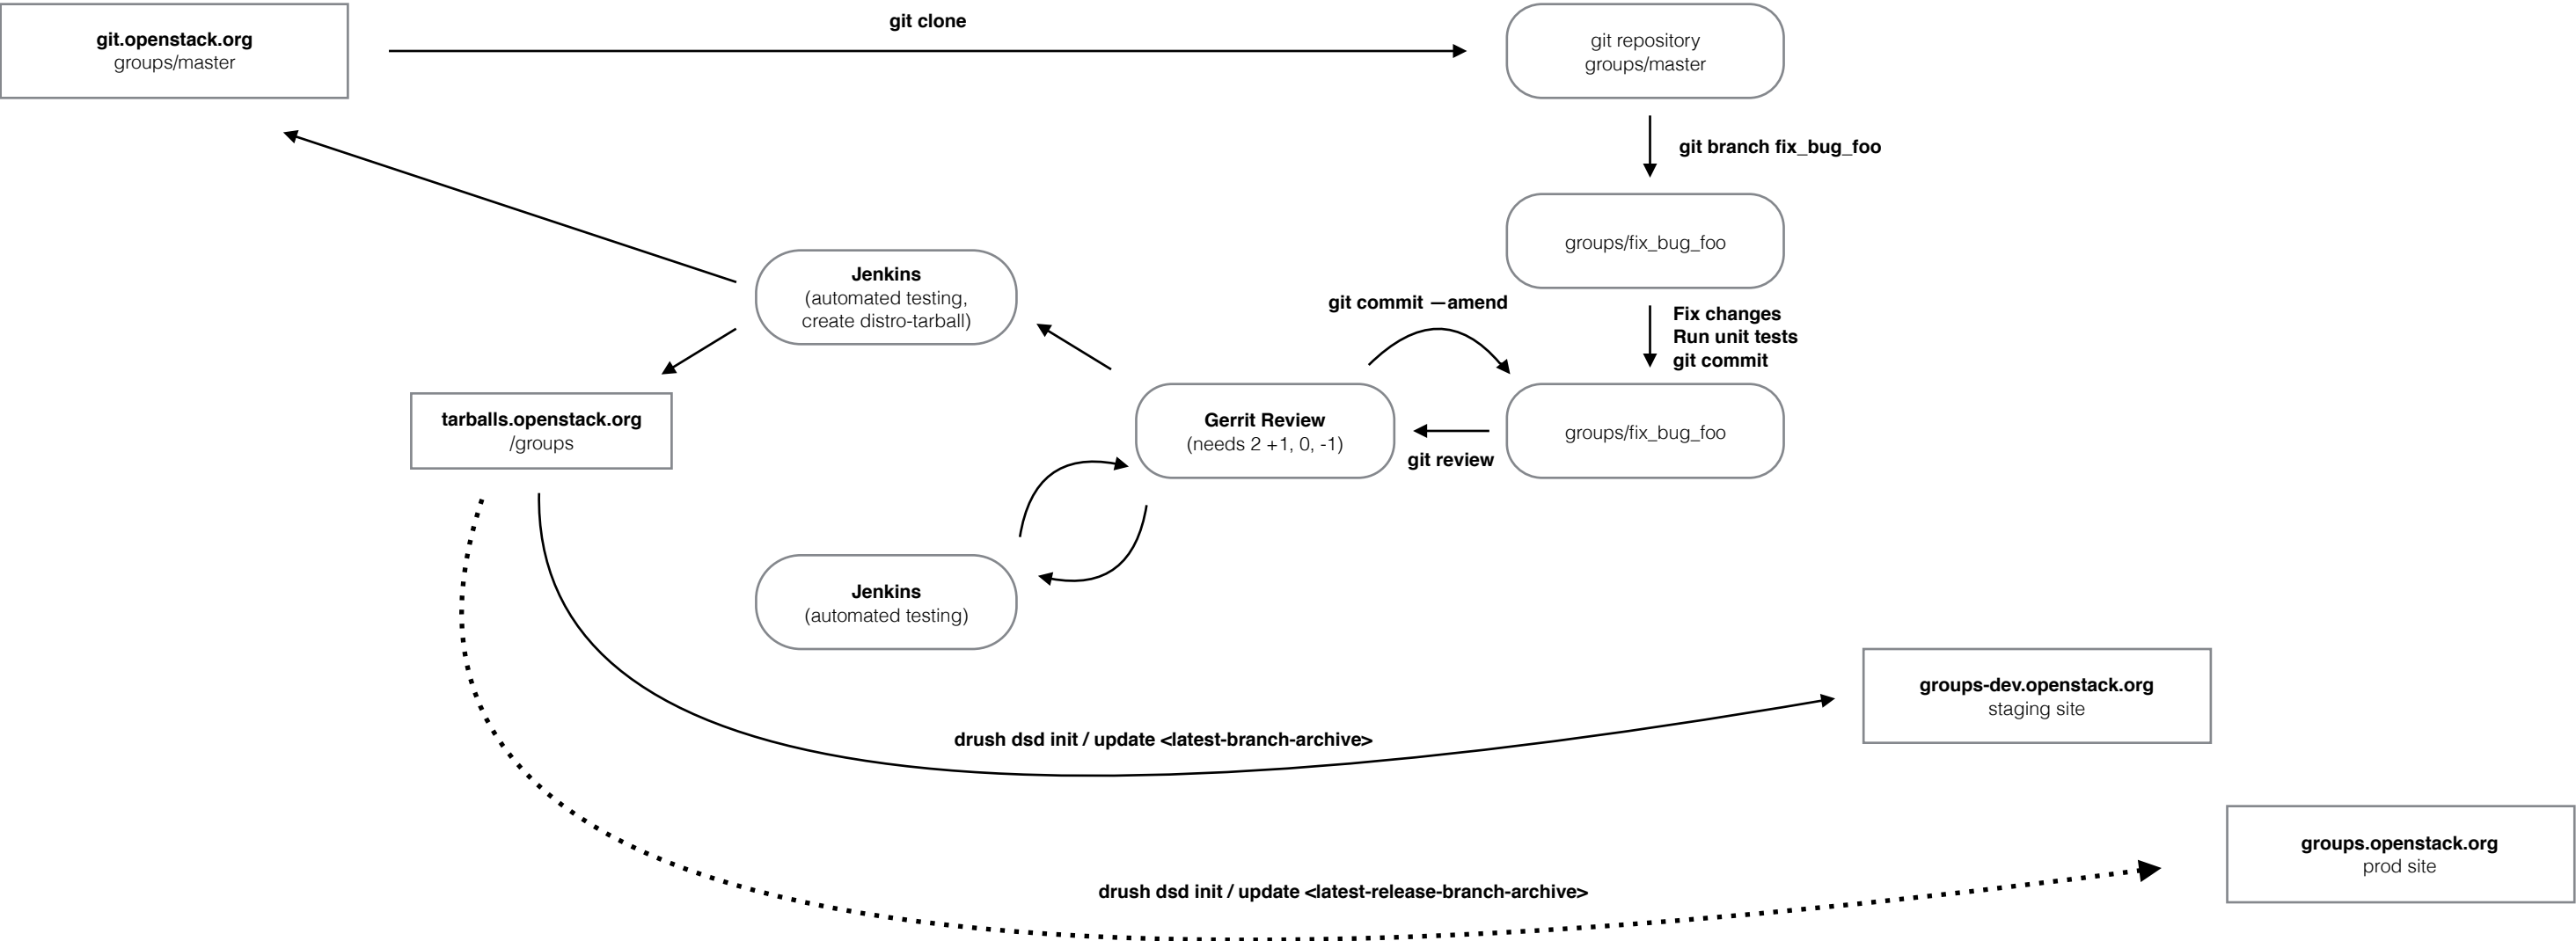 git.openstack.org
groups/master
git clone
git repository
groups/master
git branch fix_bug_foo
groups/fix_bug_foo
Jenkins
(automated testing,
create distro-tarball)
git commit —amend
Fix changes
Run unit tests
git commit
tarballs.openstack.org
/groups
Gerrit Review
(needs 2 +1, 0, -1)
git review
groups/fix_bug_foo
Jenkins
(automated testing)
groups-dev.openstack.org
staging site
drush dsd init / update <latest-branch-archive>
groups.openstack.org
prod site
drush dsd init / update <latest-release-branch-archive>